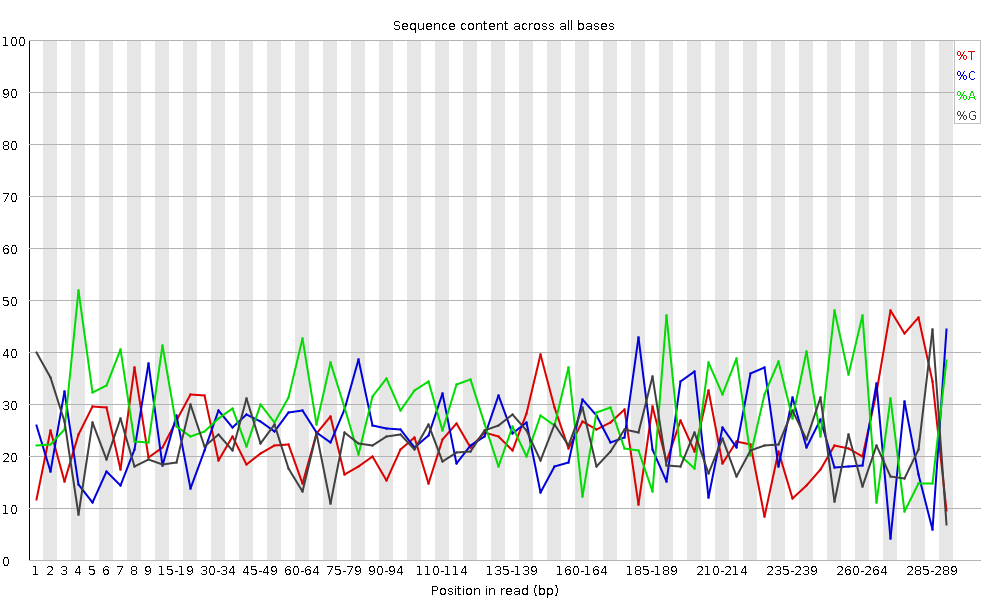 Sequence content across all bases
100
90
80
70
60
50
40
30
20
10
0
%T
%C
%A
%G
1 2 3 4 5 6 7 8 9 15-19 30-34 45-49 60-64 75-79 90-94 110-114 135-139 160-164 185-189 210-214 235-239 260-264 285-289
Position in read (bp)